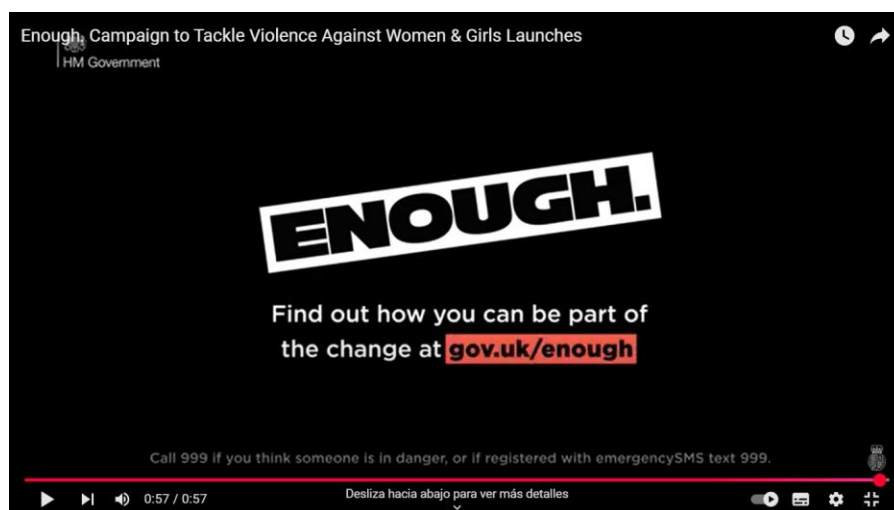 Enough, Campaign to Tackle Violence Against Women & Girls Launches
HM Government
ENOUGH.
Find out how you can be part of
the change at gov.uk/enough
Call 999 if you think someone is in danger, or if registered with emergencySMS text 999.
0:57 / 0:57
Desliza hacia abajo para ver más detalles